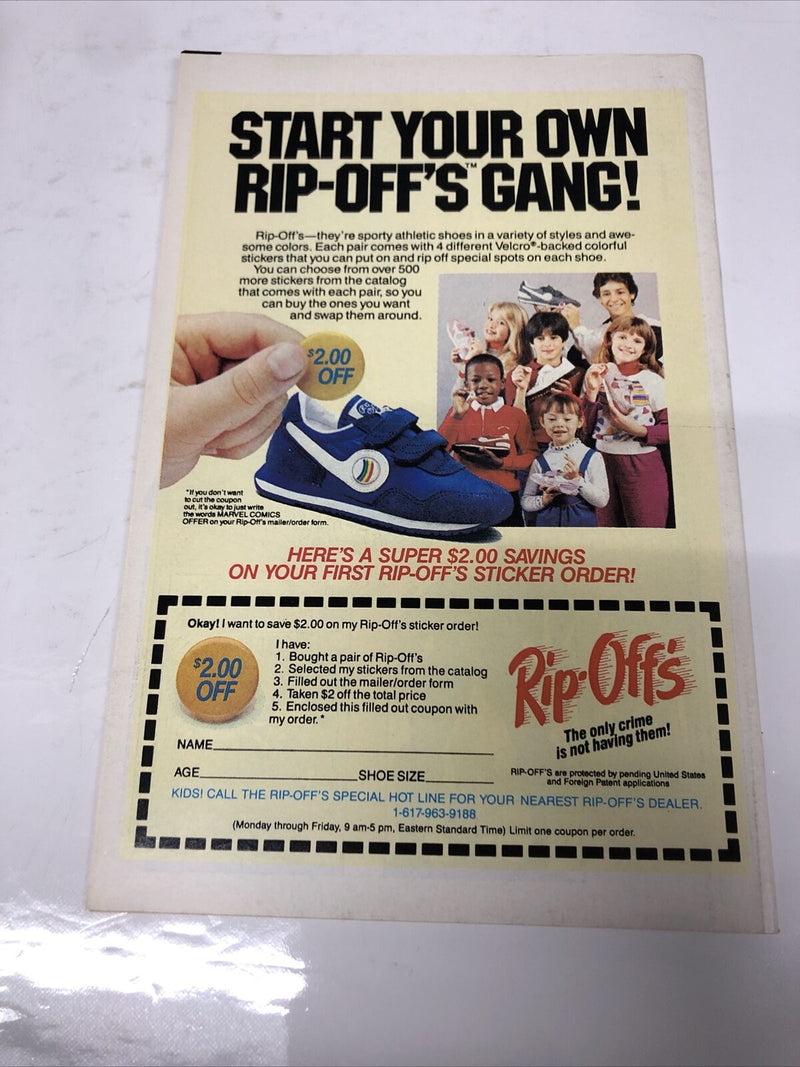 START YOUR OWN
RIP-OFF'S™ GANG!
Rip-Off's—they're sporty athletic shoes in a variety of styles and awe-
some colors. Each pair comes with 4 different Velcro®-backed colorful
stickers that you can put on and rip off special spots on each shoe.
You can choose from over 500
more stickers from the catalog
that comes with each pair, so you
can buy the ones you want
and swap them around.
$2.00
OFF
*If you don't want
to cut the coupon
out, it's okay to just write
the words MARVEL COMICS
OFFER on your Rip-Off's mailer/order form.
HERE'S A SUPER $2.00 SAVINGS
ON YOUR FIRST RIP-OFF'S STICKER ORDER!
Okay! I want to save $2.00 on my Rip-Off's sticker order!
$2.00
OFF
I have:
1. Bought a pair of Rip-Off's
2. Selected my stickers from the catalog
3. Filled out the mailer/order form
4. Taken $2 off the total price
5. Enclosed this filled out coupon with
my order.*
Rip-Off's
The only crime
is not having them!
NAME
AGE SHOE SIZE
RIP-OFF'S are protected by pending United States
and Foreign Patent applications
KIDS! CALL THE RIP-OFF'S SPECIAL HOT LINE FOR YOUR NEAREST RIP-OFF'S DEALER.
1-617-963-9188
(Monday through Friday, 9 am-5 pm, Eastern Standard Time) Limit one coupon per order.